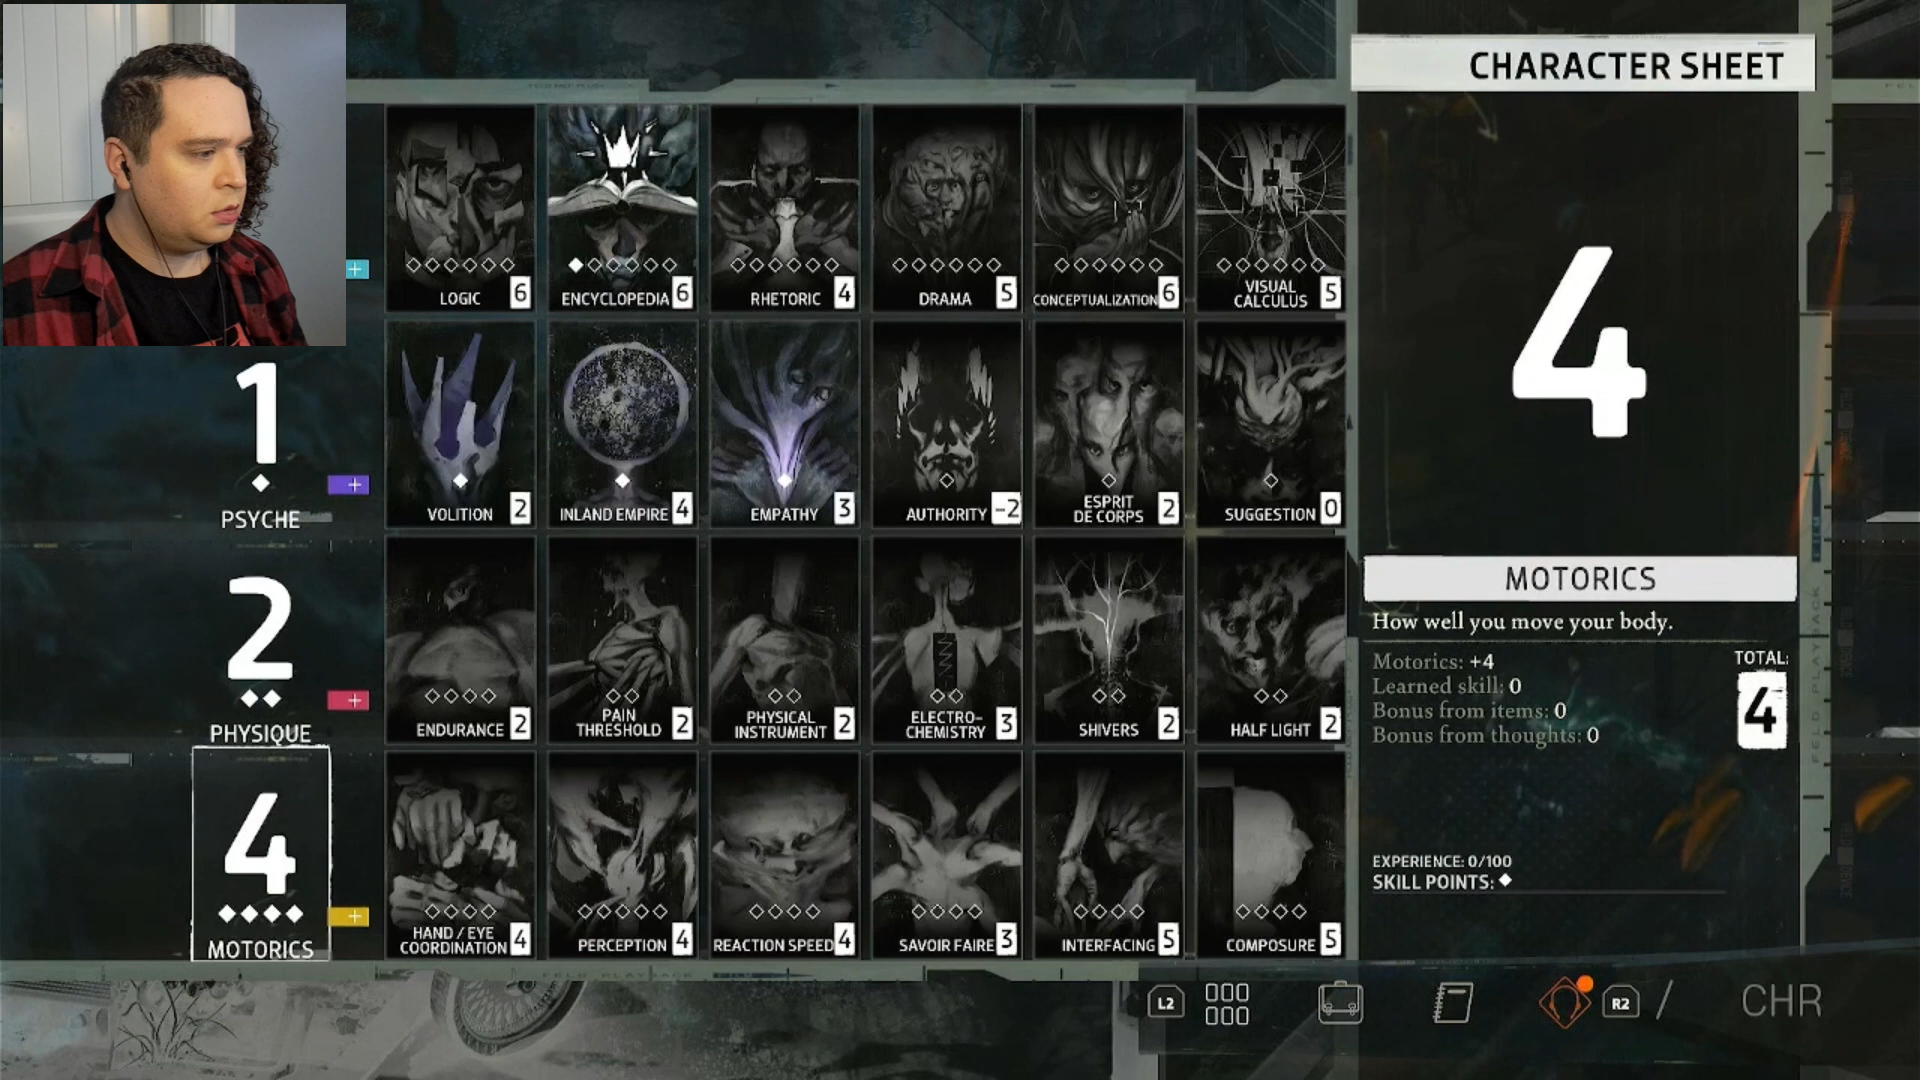 CHARACTER SHEET
LOGIC 6
ENCYCLOPEDIA 6
RHETORIC 4
DRAMA 5
CONCEPTUALIZATION 6
VISUAL
CALCULUS 5
1
PSYCHE
VOLITION 2
INLAND EMPIRE 4
EMPATHY 3
AUTHORITY -2
ESPRIT
DE CORPS 2
SUGGESTION 0
2
PHYSIQUE
ENDURANCE 2
PAIN
THRESHOLD 2
PHYSICAL
INSTRUMENT 2
ELECTRO-
CHEMISTRY 3
SHIVERS 2
HALF LIGHT 2
4
MOTORICS
HAND / EYE
COORDINATION 4
PERCEPTION 4
REACTION SPEED 4
SAVOIR FAIRE 3
INTERFACING 5
COMPOSURE 5
4
MOTORICS
How well you move your body.
Motorics: +4
Learned skill: 0
Bonus from items: 0
Bonus from thoughts: 0
TOTAL:
4
EXPERIENCE: 0/100
SKILL POINTS:
L2
R2
/ CHR